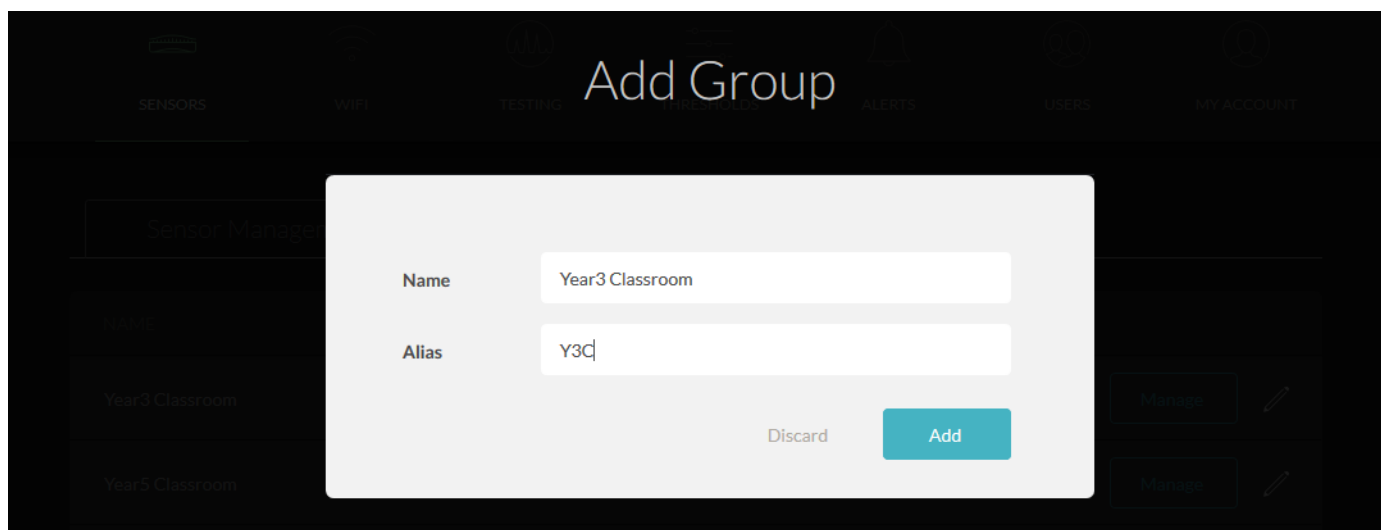 Add Group
SENSORS
WIFI
TESTING
THRESHOLDS
ALERTS
USERS
MY ACCOUNT
Sensor Manage
NAME
Name
Year3 Classroom
Alias
Y3C
Discard
Add
Year3 Classroom
Manage
Year5 Classroom
Manage